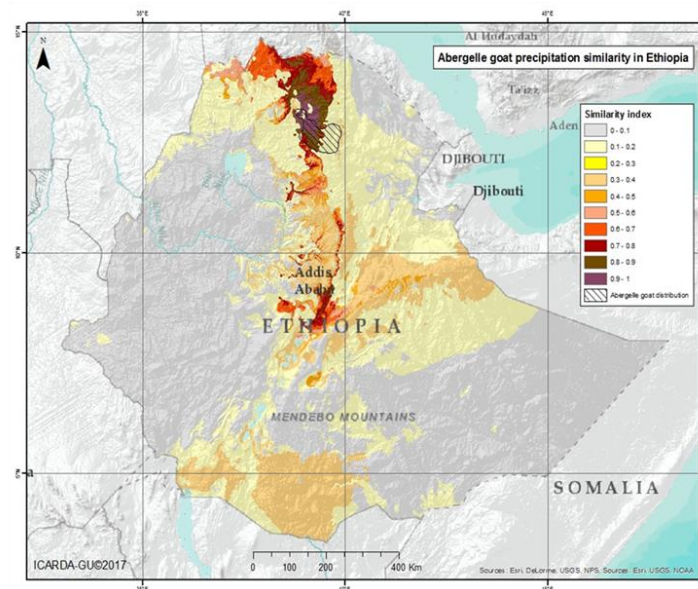 Abergelle goat precipitation similarity in Ethiopia
Al Hudaydah
Ta'izz
Aden
Similarity index
0 - 0.1
0.1 - 0.2
0.2 - 0.3
0.3 - 0.4
0.4 - 0.5
0.5 - 0.6
0.6 - 0.7
0.7 - 0.8
0.8 - 0.9
0.9 - 1
Abergelle goat distribution
DJIBOUTI
Djibouti
Addis
Ababa
ETHIOPIA
MENDEBO MOUNTAINS
SOMALIA
ICARDA-GU©2017
0 100 200 400 Km
Sources: Esri, DeLorme, USGS, NPS, Sources: Esri, USGS, NOAA